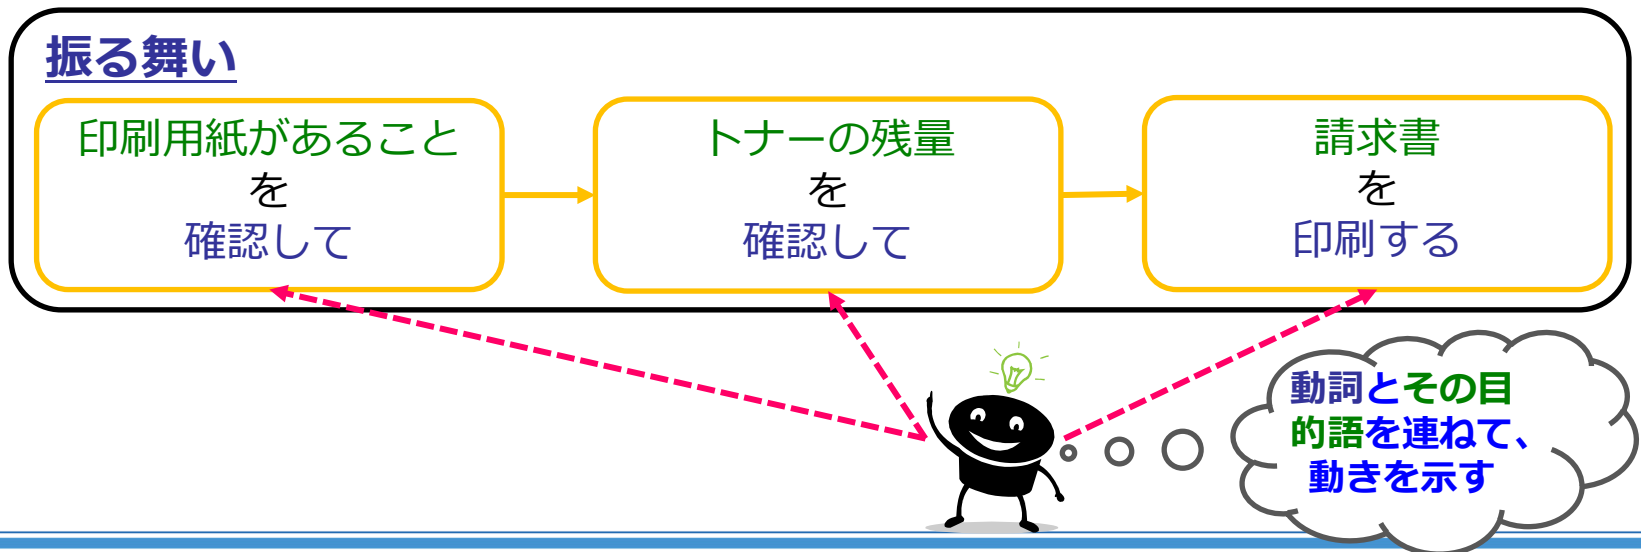 振る舞い
印刷用紙があること
を
確認して
トナーの残量
を
確認して
請求書
を
印刷する
動詞とその目
的語を連ねて、
動きを示す